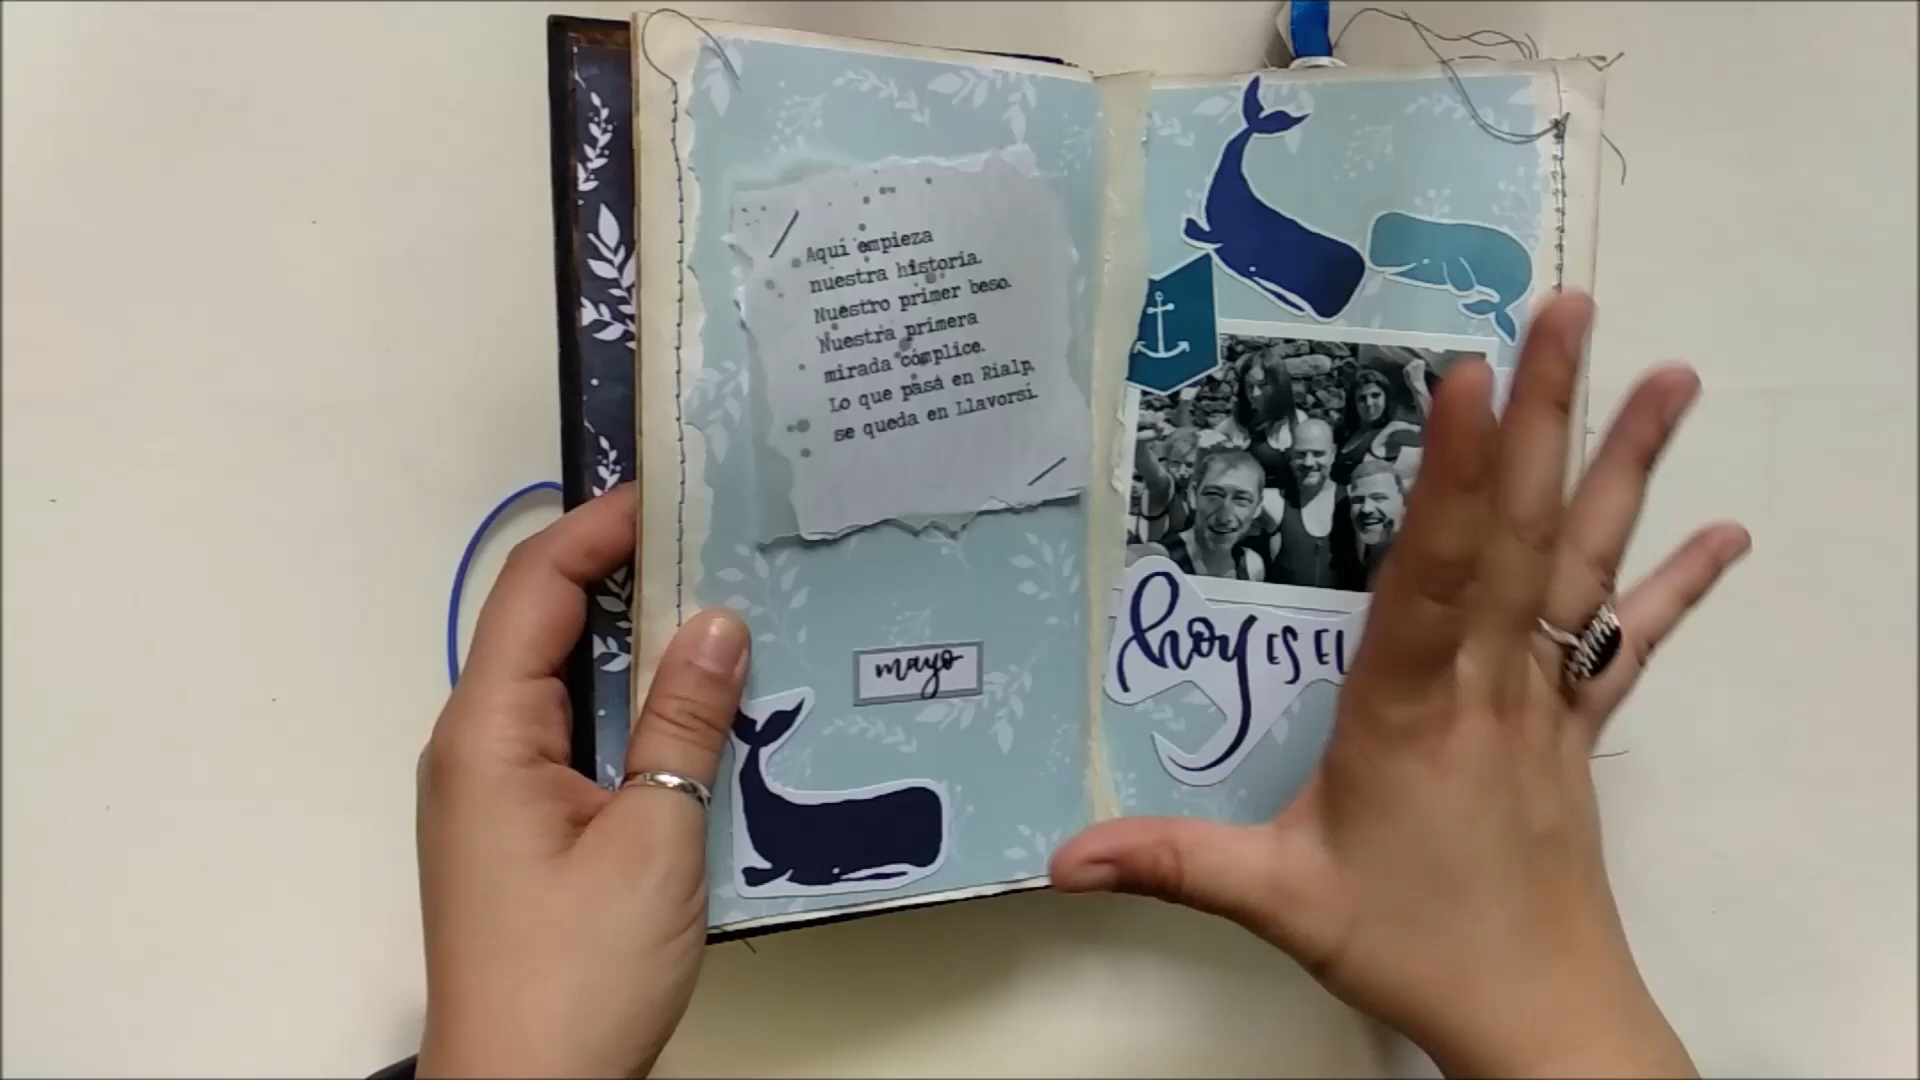 Aquí empieza
nuestra historia.
Nuestro primer beso.
Nuestra primera
mirada cómplice.
Lo que pasa en Rialp,
se queda en Llavorsí.
mayo
hoy ES EL